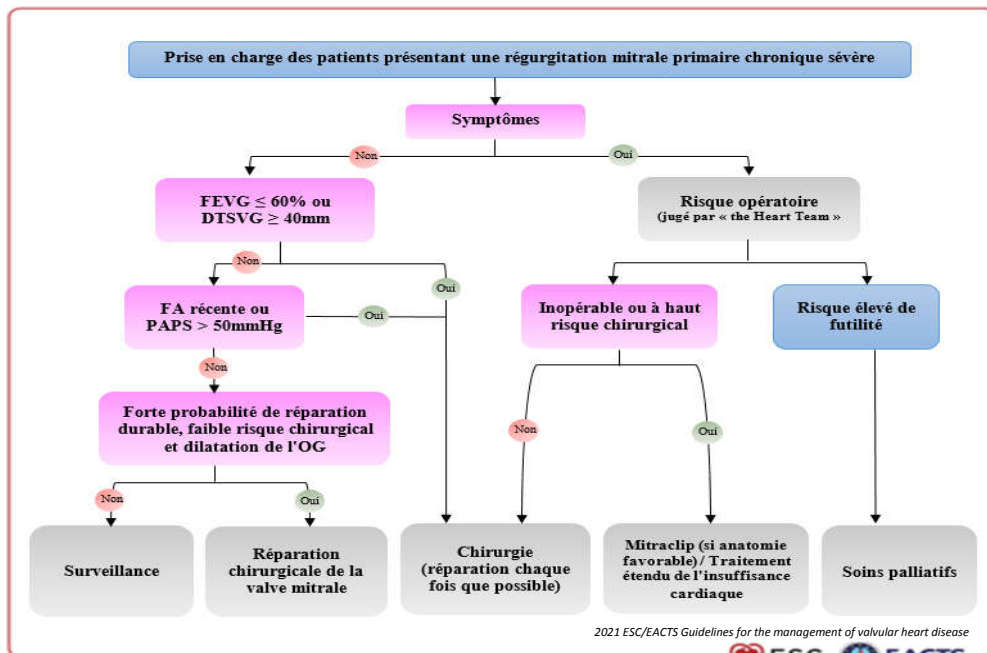 Prise en charge des patients présentant une régurgitation mitrale primaire chronique sévère
Symptômes
Non
Oui
FEVG ≤ 60% ou
DTSVG ≥ 40mm
Risque opératoire
(jugé par « the Heart Team »
Non
Oui
FA récente ou
PAPS > 50mmHg
Oui
Inopérable ou à haut
risque chirurgical
Risque élevé de
futilité
Non
Forte probabilité de réparation
durable, faible risque chirurgical
et dilatation de l'OG
Non
Oui
Non
Oui
Surveillance
Réparation
chirurgicale de la
valve mitrale
Chirurgie
(réparation chaque
fois que possible)
Mitraclip (si anatomie
favorable) / Traitement
étendu de l'insuffisance
cardiaque
Soins palliatifs
2021 ESC/EACTS Guidelines for the management of valvular heart disease
ESC EACTS